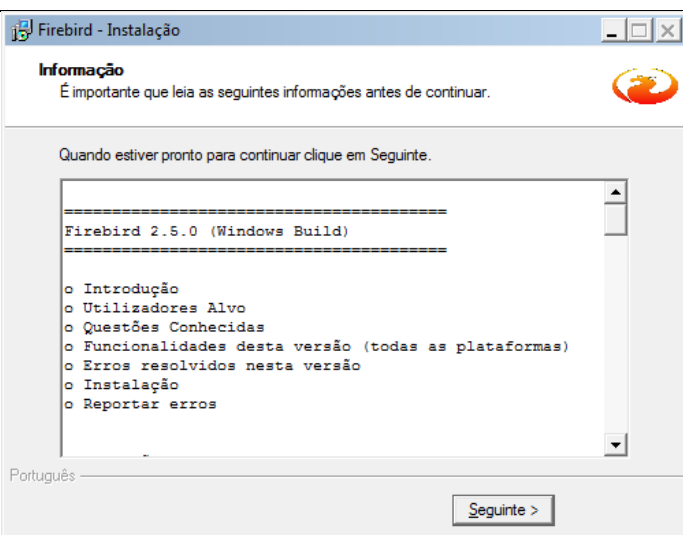 Firebird - Instalação
Informação
É importante que leia as seguintes informações antes de continuar.
Quando estiver pronto para continuar clique em Seguinte.
========================================
Firebird 2.5.0 (Windows Build)
========================================
o Introdução
o Utilizadores Alvo
o Questões Conhecidas
o Funcionalidades desta versão (todas as plataformas)
o Erros resolvidos nesta versão
o Instalação
o Reportar erros
Português
Seguinte >